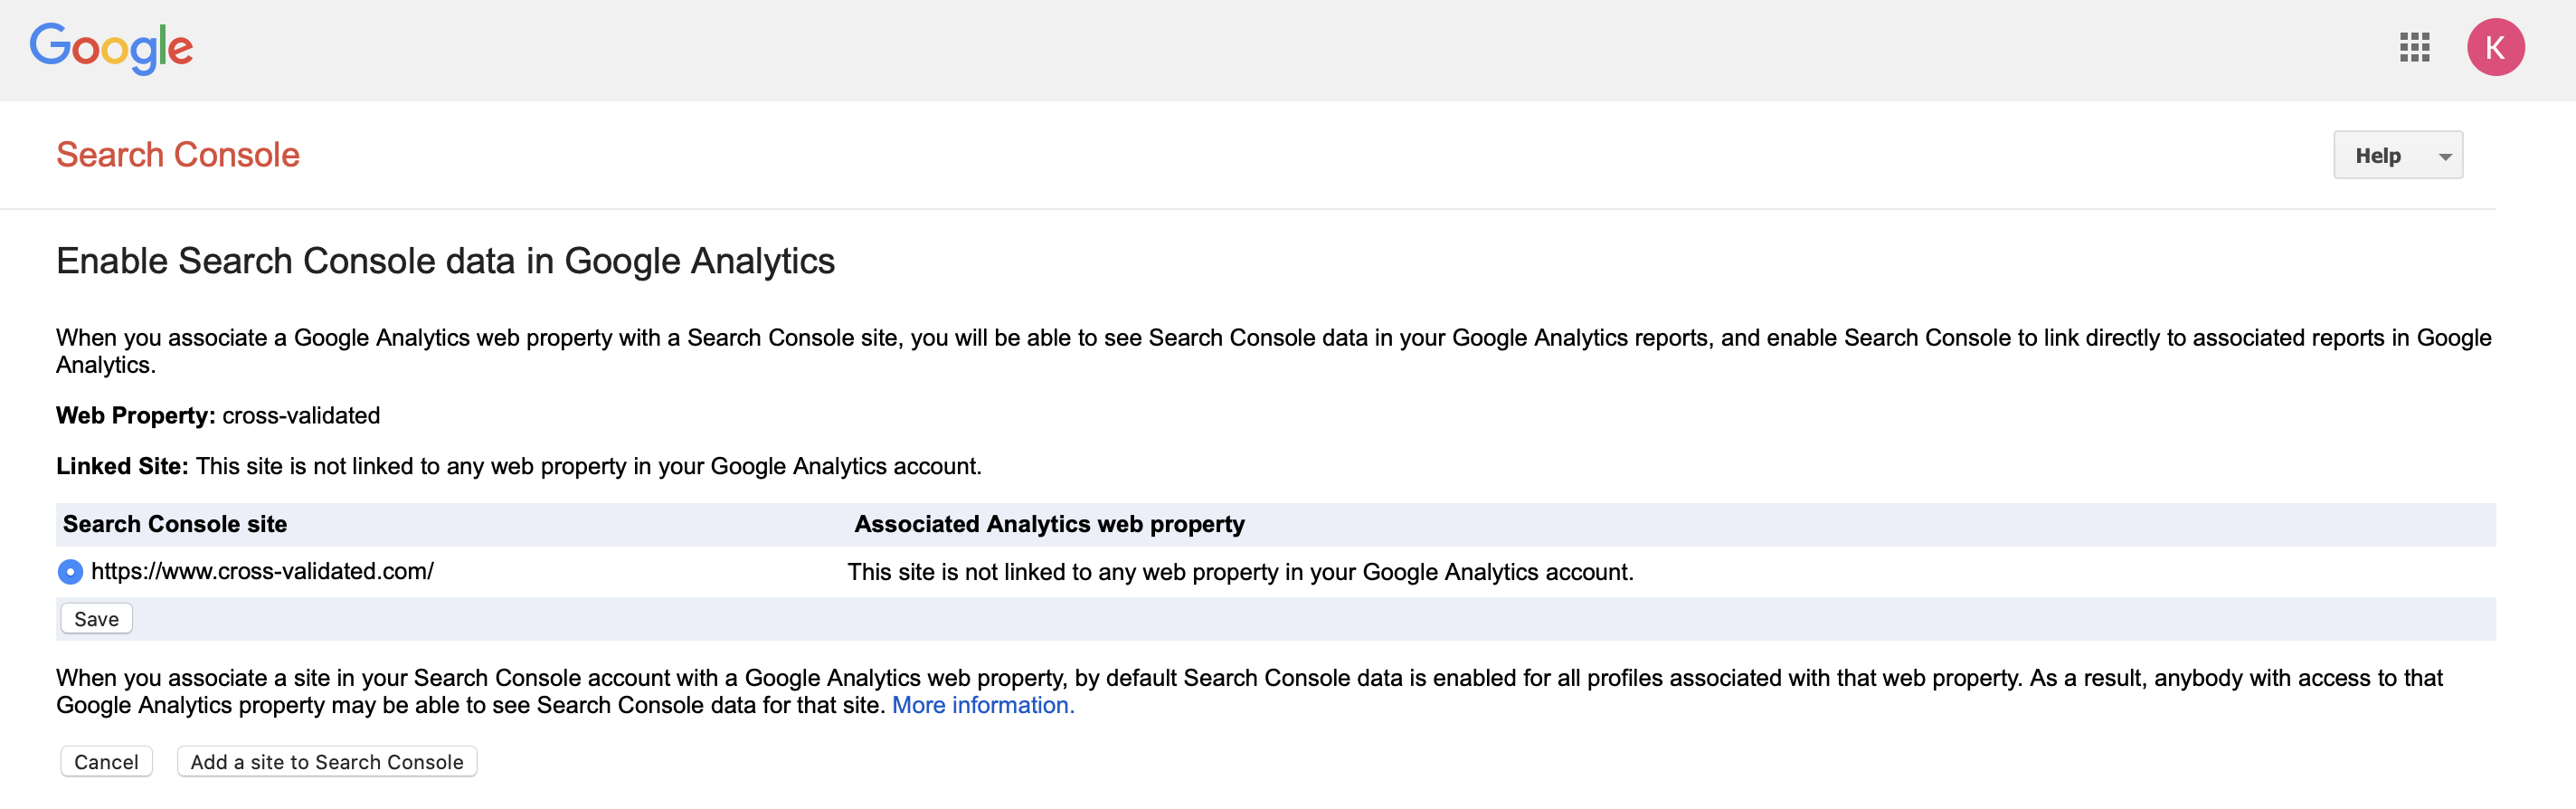 Google
K
Search Console
Help
Enable Search Console data in Google Analytics
When you associate a Google Analytics web property with a Search Console site, you will be able to see Search Console data in your Google Analytics reports, and enable Search Console to link directly to associated reports in Google
Analytics.
Web Property: cross-validated
Linked Site: This site is not linked to any web property in your Google Analytics account.
Search Console site Associated Analytics web property
https://www.cross-validated.com/ This site is not linked to any web property in your Google Analytics account.
Save
When you associate a site in your Search Console account with a Google Analytics web property, by default Search Console data is enabled for all profiles associated with that web property. As a result, anybody with access to that
Google Analytics property may be able to see Search Console data for that site. More information.
Cancel Add a site to Search Console